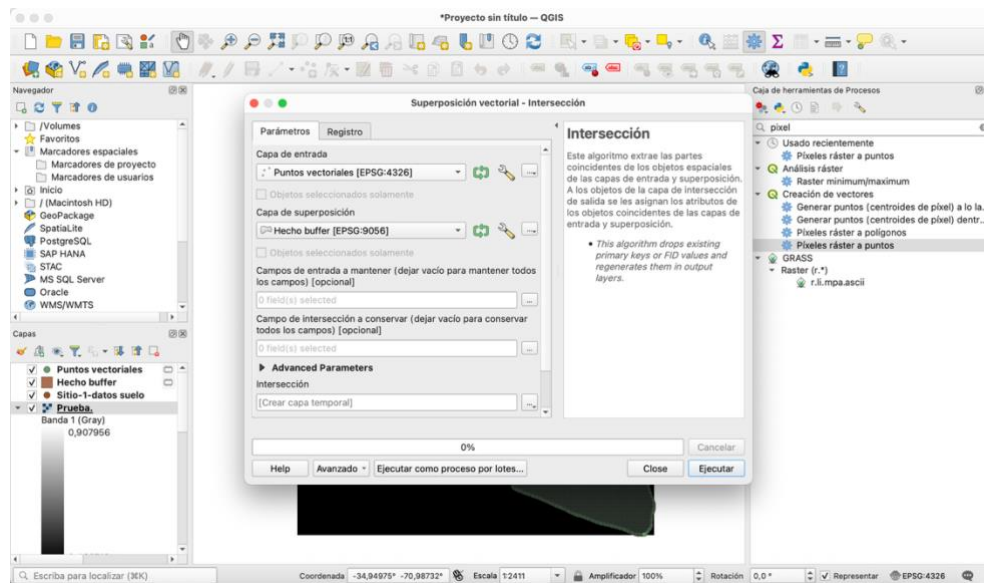 *Proyecto sin título — QGIS
Navegador
/Volumes
Favoritos
Marcadores espaciales
Marcadores de proyecto
Marcadores de usuarios
Inicio
/ (Macintosh HD)
GeoPackage
SpatiaLite
PostgreSQL
SAP HANA
STAC
MS SQL Server
Oracle
WMS/WMTS
Capas
Puntos vectoriales
Hecho buffer
Sitio-1-datos suelo
Prueba.
Banda 1 (Gray)
0,907956
Superposición vectorial - Intersección
Parámetros
Registro
Capa de entrada
Puntos vectoriales [EPSG:4326]
Objetos seleccionados solamente
Capa de superposición
Hecho buffer [EPSG:9056]
Objetos seleccionados solamente
Campos de entrada a mantener (dejar vacío para mantener todos
los campos) [opcional]
0 field(s) selected
Campo de intersección a conservar (dejar vacío para conservar
todos los campos) [opcional]
0 field(s) selected
Advanced Parameters
Intersección
[Crear capa temporal]
Intersección
Este algoritmo extrae las partes
coincidentes de los objetos espaciales
de las capas de entrada y superposición.
A los objetos de la capa de intersección
de salida se les asignan los atributos de
los objetos coincidentes de las capas de
entrada y superposición.
• This algorithm drops existing
primary keys or FID values and
regenerates them in output
layers.
0%
Cancelar
Help
Avanzado
Ejecutar como proceso por lotes...
Close
Ejecutar
Caja de herramientas de Procesos
pixel
Usado recientemente
Píxeles ráster a puntos
Análisis ráster
Raster minimum/maximum
Creación de vectores
Generar puntos (centroides de píxel) a lo la..
Generar puntos (centroides de píxel) dentr..
Píxeles ráster a polígonos
Píxeles ráster a puntos
GRASS
Raster (r.*)
r.li.mpa.ascii
Escriba para localizar (⌘K)
Coordenada -34,94975° -70,98732°
Escala 1:2411
Amplificador 100%
Rotación 0,0 °
Representar
EPSG:4326